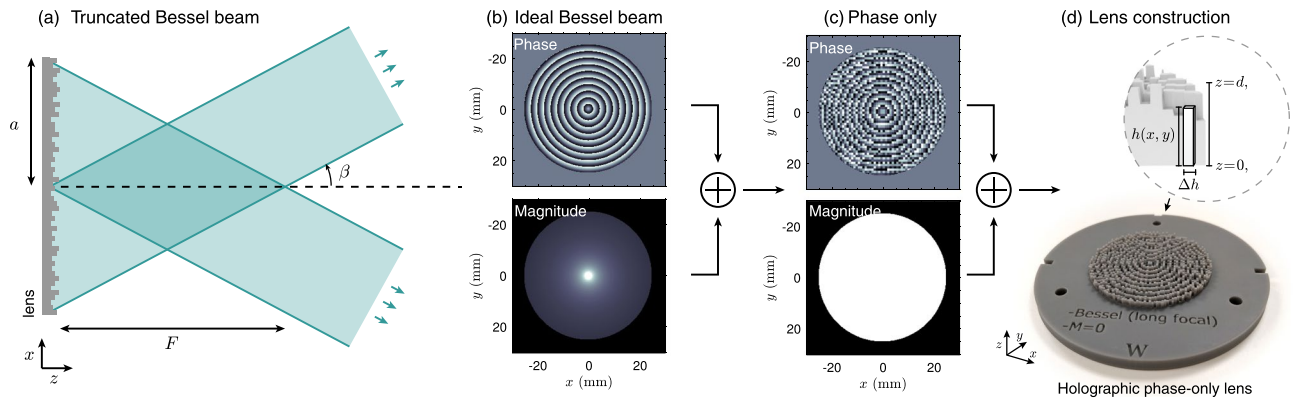 (a) Truncated Bessel beam
a
β
lens
F
x
z
(b) Ideal Bessel beam
Phase
y (mm)
-20
0
20
Magnitude
y (mm)
-20
0
20
-20 0 20
x (mm)
(c) Phase only
Phase
y (mm)
-20
0
20
Magnitude
y (mm)
-20
0
20
-20 0 20
x (mm)
(d) Lens construction
z=d,
h(x, y)
z=0,
Δh
-Bessel (long focal)
-M=0
W
z y x
Holographic phase-only lens